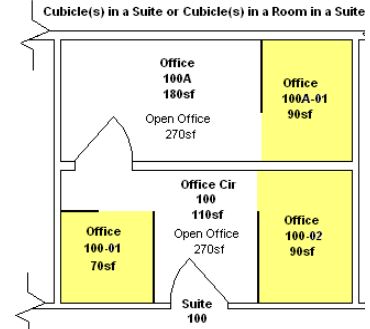 Cubicle(s) in a Suite or Cubicle(s) in a Room in a Suite
Office
100A
180sf
Open Office
270sf
Office
100A-01
90sf
Office Cir
100
110sf
Open Office
270sf
Office
100-01
70sf
Office
100-02
90sf
Suite
100